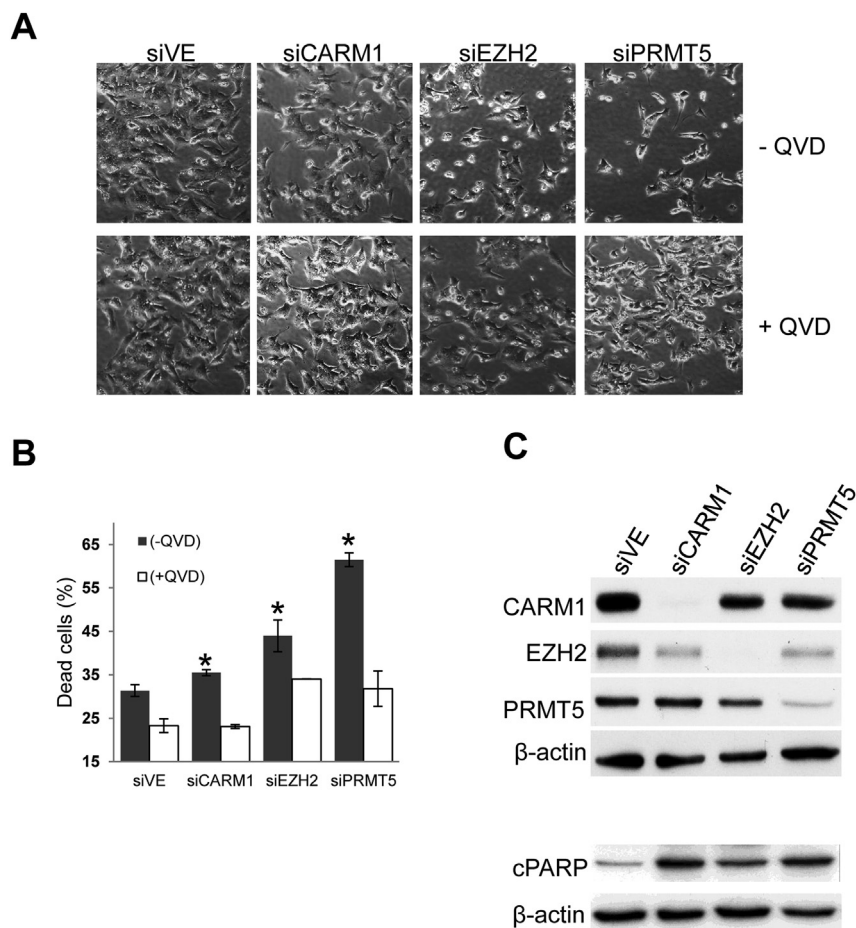 A
siVE siCARM1 siEZH2 siPRMT5
- QVD
+ QVD
B
Dead cells (%)
65
55
45
35
25
15
(-QVD)
(+QVD)
*
*
*
siVE siCARM1 siEZH2 siPRMT5
C
siVE siCARM1 siEZH2 siPRMT5
CARM1
EZH2
PRMT5
β-actin
cPARP
β-actin